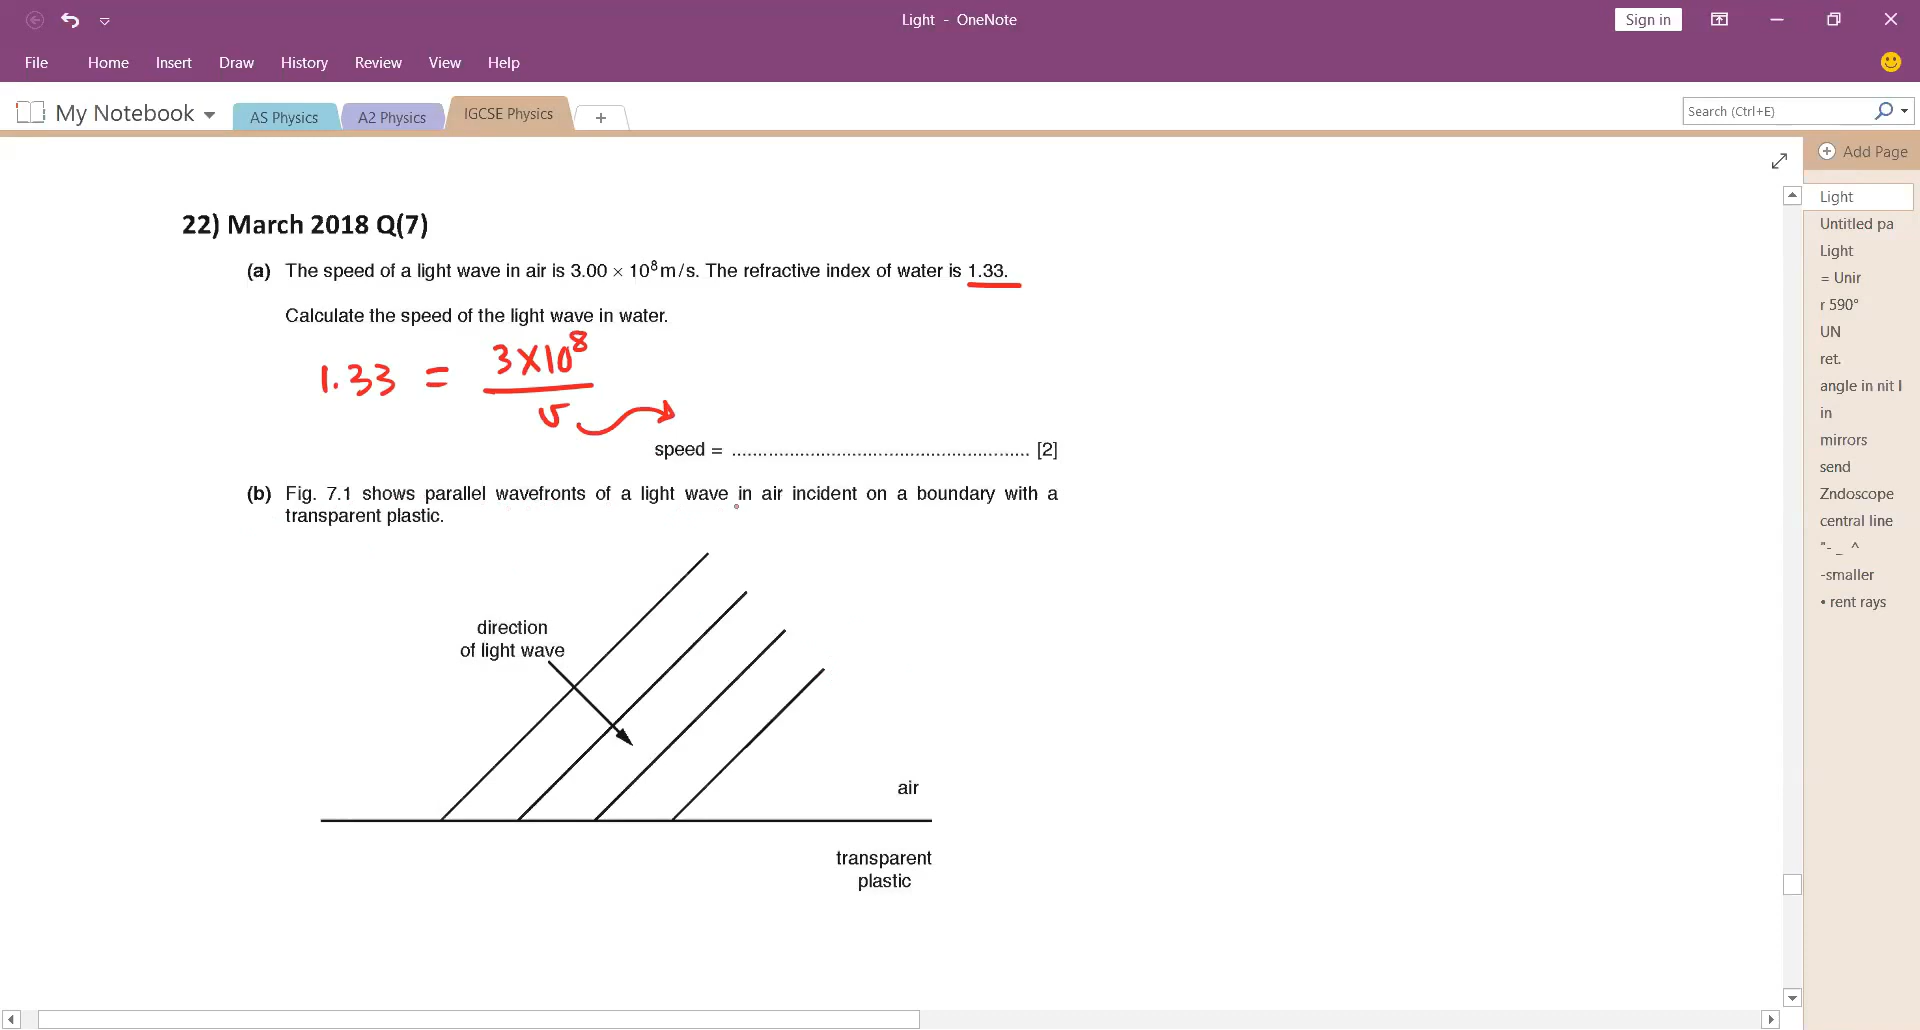 Light - OneNote
Sign in
File Home Insert Draw History Review View Help
My Notebook
AS Physics
A2 Physics
IGCSE Physics
+
Search (Ctrl+E)
Add Page
Light
Untitled pa
Light
= Unir
r 590°
UN
ret.
angle in nit l
in
mirrors
send
Zndoscope
central line
"- _ ^
-smaller
• rent rays
22) March 2018 Q(7)
(a) The speed of a light wave in air is 3.00 × 10⁸ m/s. The refractive index of water is 1.33.
Calculate the speed of the light wave in water.
1.33 = 3×10⁸
v
speed = ........................................................... [2]
(b) Fig. 7.1 shows parallel wavefronts of a light wave in air incident on a boundary with a
transparent plastic.
direction
of light wave
air
transparent
plastic